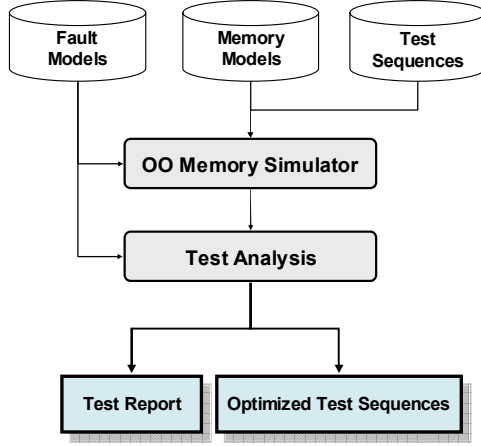 Fault
Models
Memory
Models
Test
Sequences
OO Memory Simulator
Test Analysis
Test Report
Optimized Test Sequences